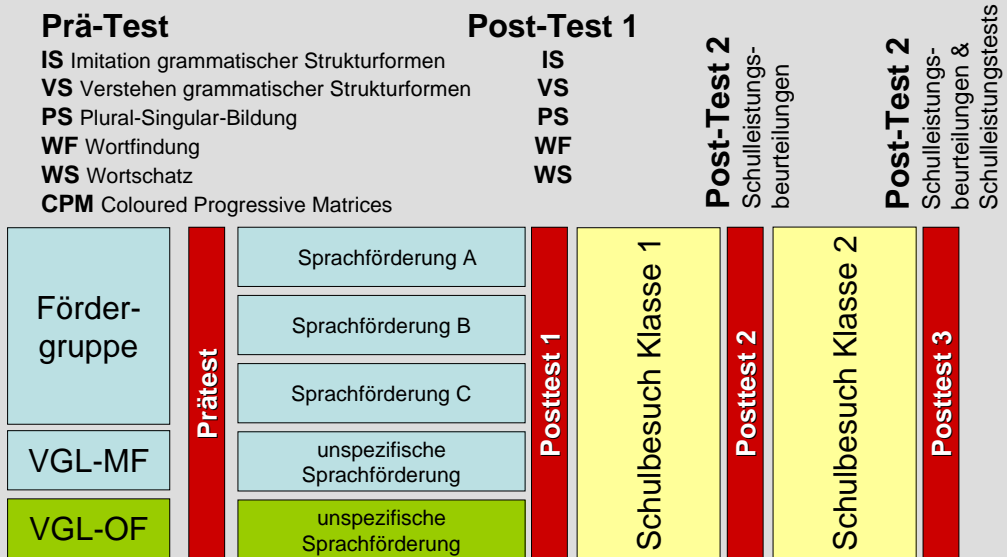 Prä-Test
IS Imitation grammatischer Strukturformen
VS Verstehen grammatischer Strukturformen
PS Plural-Singular-Bildung
WF Wortfindung
WS Wortschatz
CPM Coloured Progressive Matrices
Post-Test 1
IS
VS
PS
WF
WS
Post-Test 2
Schulleistungs-
beurteilungen
Post-Test 2
Schulleistungs-
beurteilungen &
Schulleistungstests
Förder-
gruppe
VGL-MF
VGL-OF
Prätest
Sprachförderung A
Sprachförderung B
Sprachförderung C
unspezifische
Sprachförderung
unspezifische
Sprachförderung
Posttest 1
Schulbesuch Klasse 1
Posttest 2
Schulbesuch Klasse 2
Posttest 3